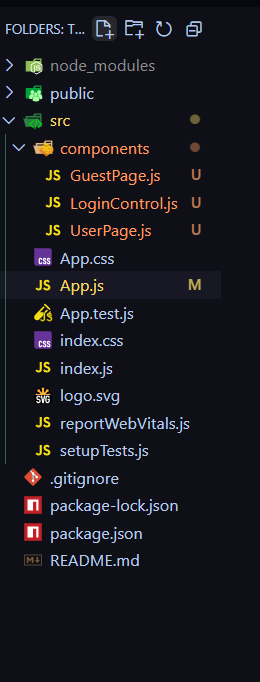 FOLDERS: T...
node_modules
public
src
components
GuestPage.js U
LoginControl.js U
UserPage.js U
App.css
App.js M
App.test.js
index.css
index.js
logo.svg
reportWebVitals.js
setupTests.js
.gitignore
package-lock.json
package.json
README.md